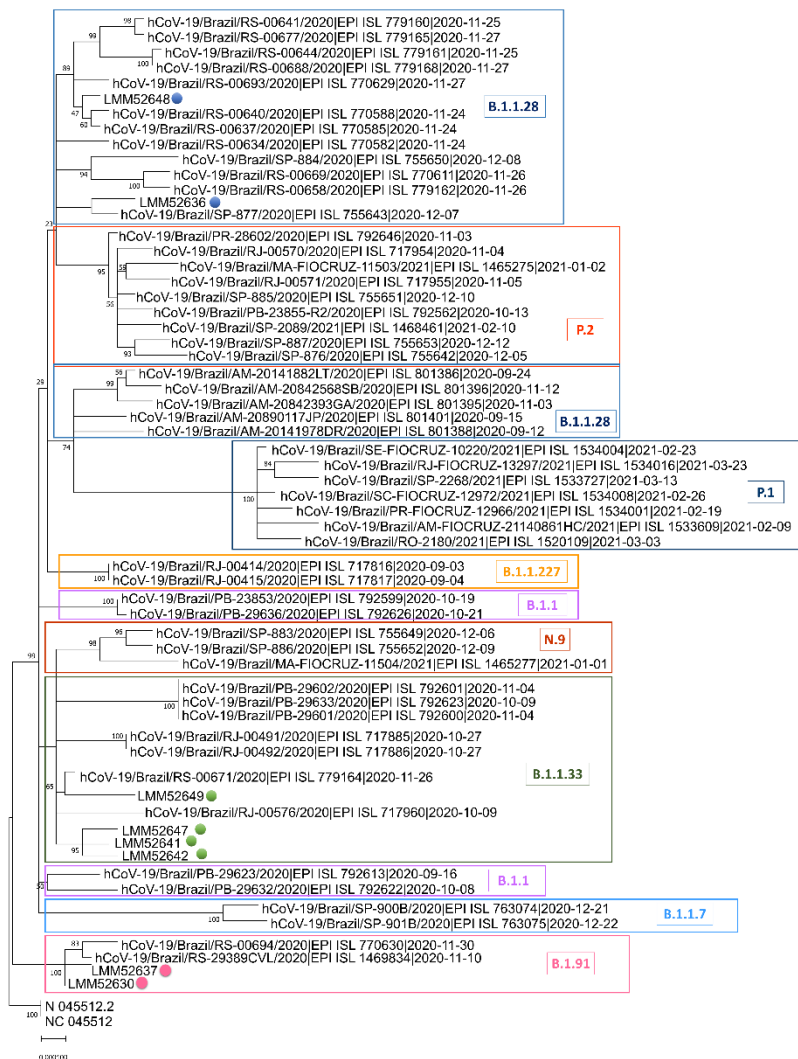 98
hCoV-19/Brazil/RS-00641/2020|EPI ISL 779160|2020-11-25
99
hCoV-19/Brazil/RS-00677/2020|EPI ISL 779165|2020-11-27
hCoV-19/Brazil/RS-00644/2020|EPI ISL 779161|2020-11-25
100
hCoV-19/Brazil/RS-00688/2020|EPI ISL 779168|2020-11-27
89
hCoV-19/Brazil/RS-00693/2020|EPI ISL 770629|2020-11-27
LMM52648
B.1.1.28
47
hCoV-19/Brazil/RS-00640/2020|EPI ISL 770588|2020-11-24
60
hCoV-19/Brazil/RS-00637/2020|EPI ISL 770585|2020-11-24
hCoV-19/Brazil/RS-00634/2020|EPI ISL 770582|2020-11-24
hCoV-19/Brazil/SP-884/2020|EPI ISL 755650|2020-12-08
94
hCoV-19/Brazil/RS-00669/2020|EPI ISL 770611|2020-11-26
100
hCoV-19/Brazil/RS-00658/2020|EPI ISL 779162|2020-11-26
LMM52636
hCoV-19/Brazil/SP-877/2020|EPI ISL 755643|2020-12-07
23
hCoV-19/Brazil/PR-28602/2020|EPI ISL 792646|2020-11-03
hCoV-19/Brazil/RJ-00570/2020|EPI ISL 717954|2020-11-04
95
hCoV-19/Brazil/MA-FIOCRUZ-11503/2021|EPI ISL 1465275|2021-01-02
hCoV-19/Brazil/RJ-00571/2020|EPI ISL 717955|2020-11-05
hCoV-19/Brazil/SP-885/2020|EPI ISL 755651|2020-12-10
56
hCoV-19/Brazil/PB-23855-R2/2020|EPI ISL 792562|2020-10-13
hCoV-19/Brazil/SP-2089/2021|EPI ISL 1468461|2021-02-10
P.2
hCoV-19/Brazil/SP-887/2020|EPI ISL 755653|2020-12-12
93
hCoV-19/Brazil/SP-876/2020|EPI ISL 755642|2020-12-05
56
hCoV-19/Brazil/AM-20141882LT/2020|EPI ISL 801386|2020-09-24
29
hCoV-19/Brazil/AM-20842568SB/2020|EPI ISL 801396|2020-11-12
99
hCoV-19/Brazil/AM-20842393GA/2020|EPI ISL 801395|2020-11-03
hCoV-19/Brazil/AM-20890117JP/2020|EPI ISL 801401|2020-09-15
B.1.1.28
hCoV-19/Brazil/AM-20141978DR/2020|EPI ISL 801388|2020-09-12
74
hCoV-19/Brazil/SE-FIOCRUZ-10220/2021|EPI ISL 1534004|2021-02-23
84
hCoV-19/Brazil/RJ-FIOCRUZ-13297/2021|EPI ISL 1534016|2021-03-23
hCoV-19/Brazil/SP-2268/2021|EPI ISL 1533727|2021-03-13
P.1
100
hCoV-19/Brazil/SC-FIOCRUZ-12972/2021|EPI ISL 1534008|2021-02-26
hCoV-19/Brazil/PR-FIOCRUZ-12966/2021|EPI ISL 1534001|2021-02-19
hCoV-19/Brazil/AM-FIOCRUZ-21140861HC/2021|EPI ISL 1533609|2021-02-09
hCoV-19/Brazil/RO-2180/2021|EPI ISL 1520109|2021-03-03
hCoV-19/Brazil/RJ-00414/2020|EPI ISL 717816|2020-09-03
B.1.1.227
100
hCoV-19/Brazil/RJ-00415/2020|EPI ISL 717817|2020-09-04
hCoV-19/Brazil/PB-23853/2020|EPI ISL 792599|2020-10-19
B.1.1
100
hCoV-19/Brazil/PB-29636/2020|EPI ISL 792626|2020-10-21
hCoV-19/Brazil/SP-883/2020|EPI ISL 755649|2020-12-06
N.9
98
hCoV-19/Brazil/SP-886/2020|EPI ISL 755652|2020-12-09
99
hCoV-19/Brazil/MA-FIOCRUZ-11504/2021|EPI ISL 1465277|2021-01-01
hCoV-19/Brazil/PB-29602/2020|EPI ISL 792601|2020-11-04
100
hCoV-19/Brazil/PB-29633/2020|EPI ISL 792623|2020-10-09
hCoV-19/Brazil/PB-29601/2020|EPI ISL 792600|2020-11-04
hCoV-19/Brazil/RJ-00491/2020|EPI ISL 717885|2020-10-27
100
hCoV-19/Brazil/RJ-00492/2020|EPI ISL 717886|2020-10-27
hCoV-19/Brazil/RS-00671/2020|EPI ISL 779164|2020-11-26
B.1.1.33
65
LMM52649
hCoV-19/Brazil/RJ-00576/2020|EPI ISL 717960|2020-10-09
LMM52647
LMM52641
95
LMM52642
hCoV-19/Brazil/PB-29623/2020|EPI ISL 792613|2020-09-16
B.1.1
hCoV-19/Brazil/PB-29632/2020|EPI ISL 792622|2020-10-08
hCoV-19/Brazil/SP-900B/2020|EPI ISL 763074|2020-12-21
B.1.1.7
100
hCoV-19/Brazil/SP-901B/2020|EPI ISL 763075|2020-12-22
83
hCoV-19/Brazil/RS-00694/2020|EPI ISL 770630|2020-11-30
hCoV-19/Brazil/RS-29389CVL/2020|EPI ISL 1469834|2020-11-10
B.1.91
LMM52637
100
LMM52630
N 045512.2
100
NC 045512